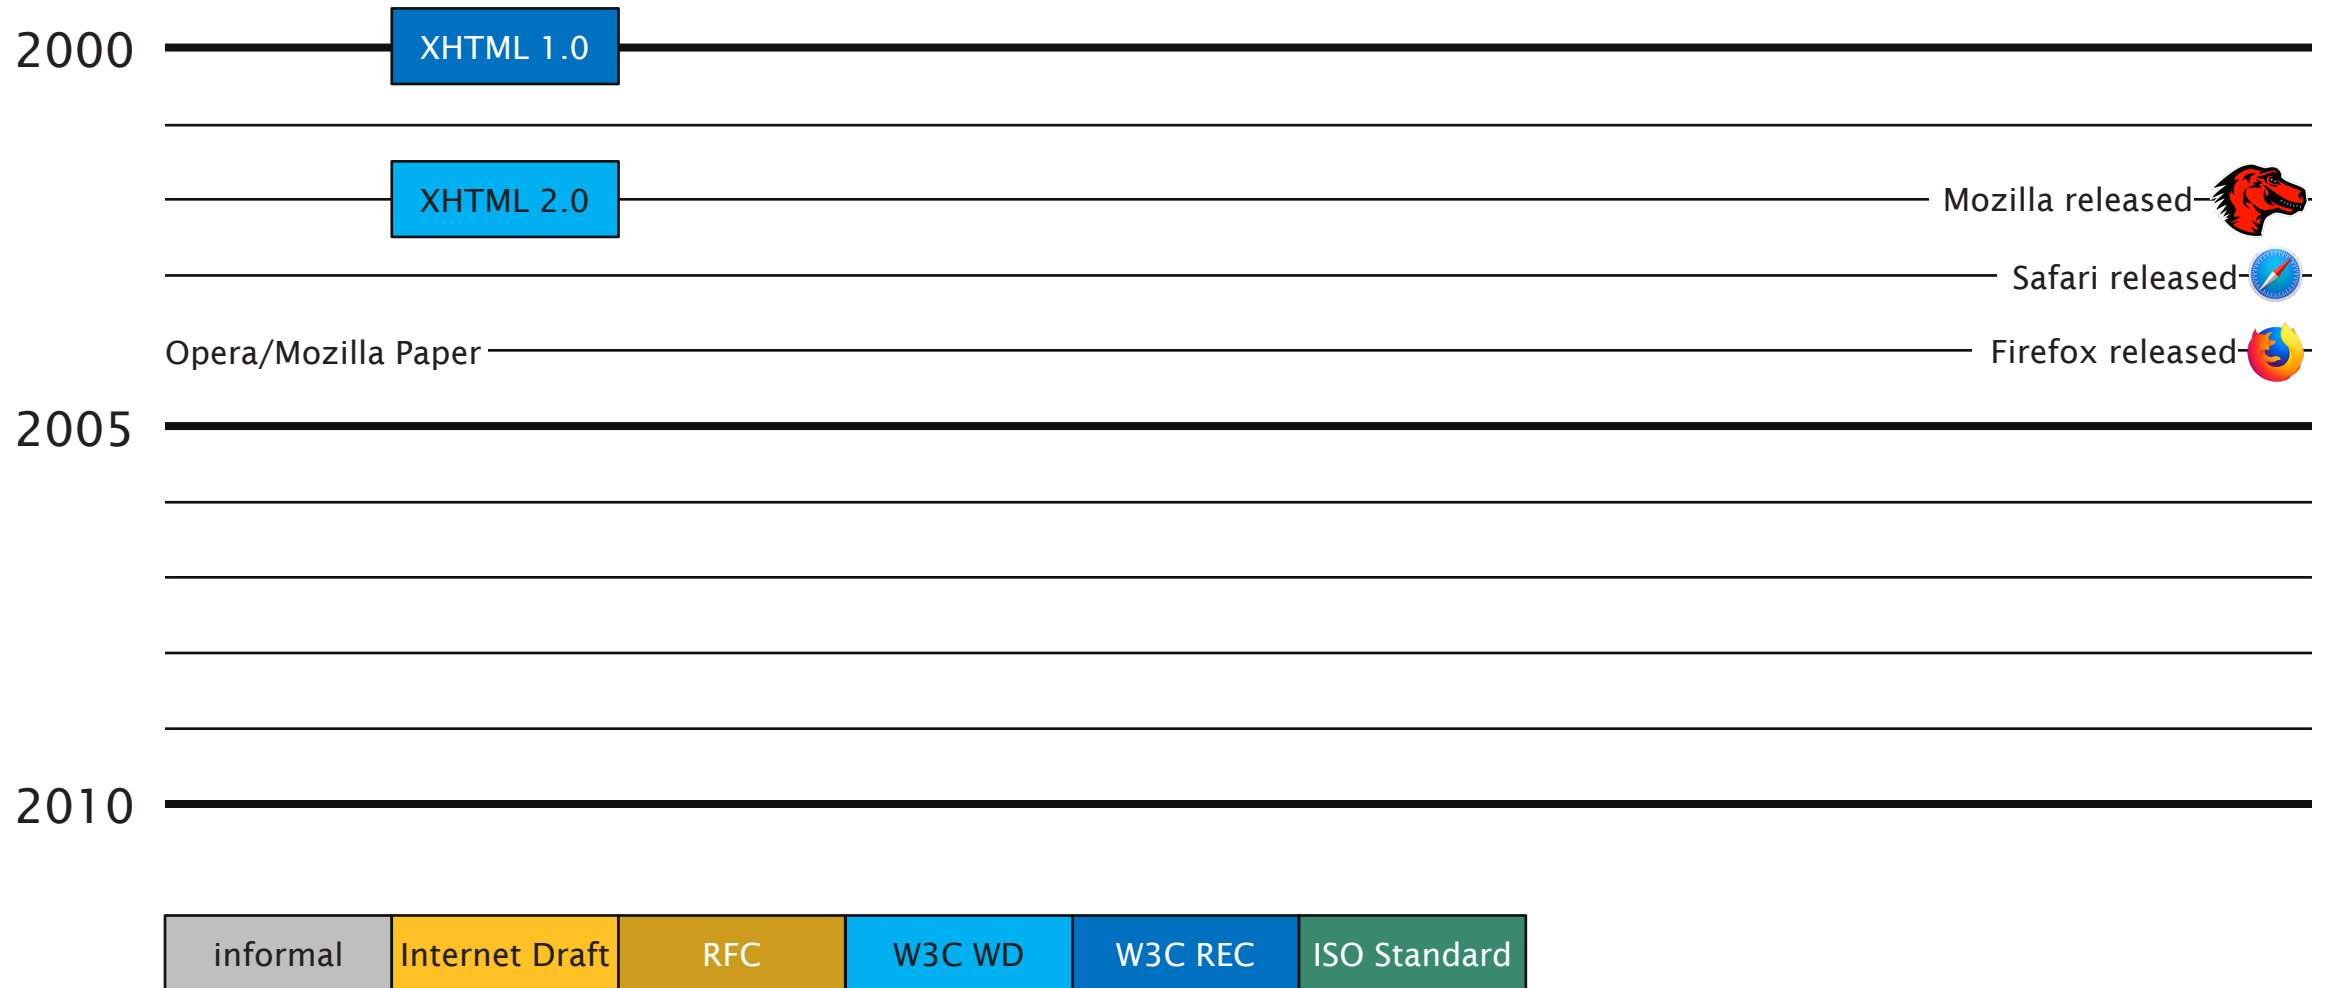 2000
XHTML 1.0
XHTML 2.0
Mozilla released
Safari released
Opera/Mozilla Paper
Firefox released
2005
2010
informal
Internet Draft
RFC
W3C WD
W3C REC
ISO Standard